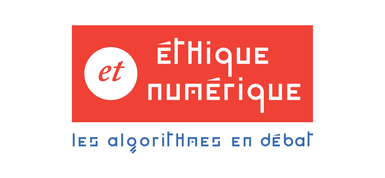 éthique
et
numérique
les algorithmes en débat